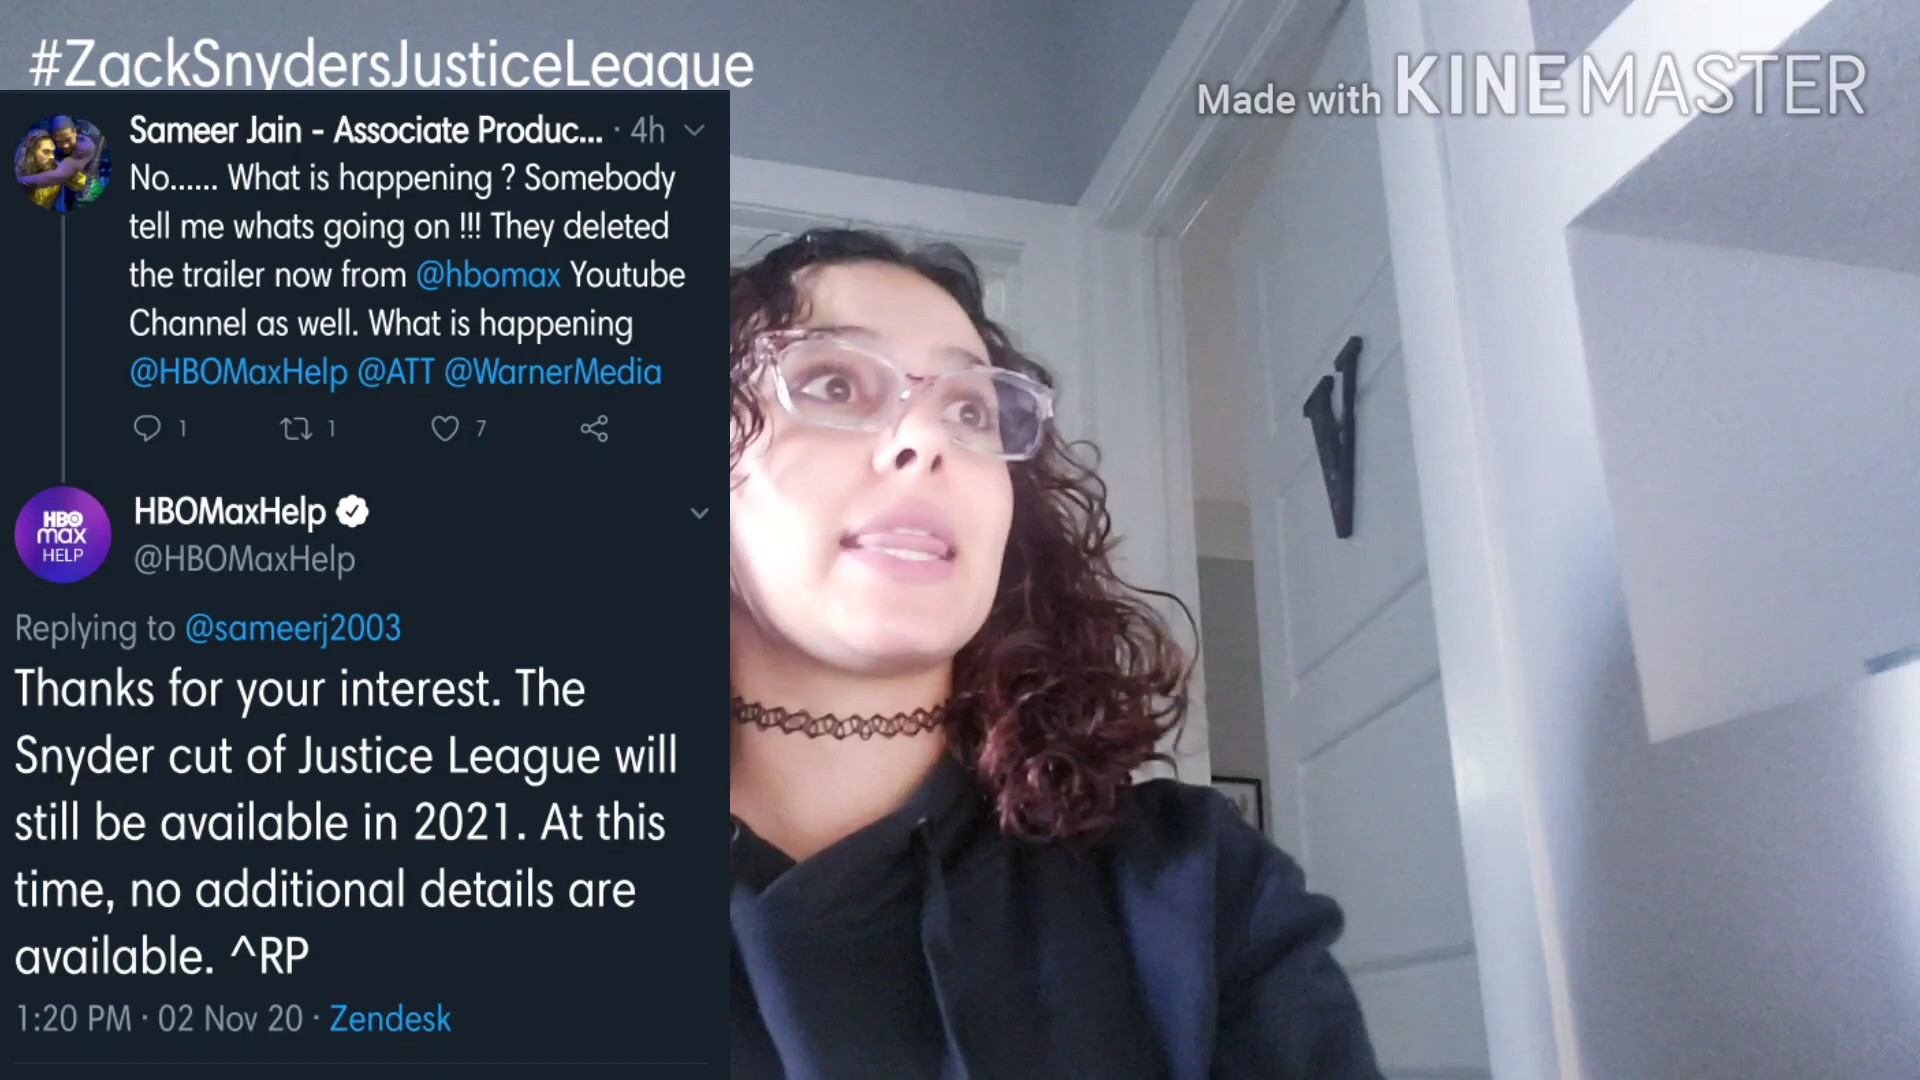 #ZackSnydersJusticeLeague
Made with KINEMASTER
Sameer Jain - Associate Produc... · 4h
No...... What is happening ? Somebody
tell me whats going on !!! They deleted
the trailer now from @hbomax Youtube
Channel as well. What is happening
@HBOMaxHelp @ATT @WarnerMedia
1 1 7
HBO
max
HELP
HBOMaxHelp
@HBOMaxHelp
Replying to @sameerj2003
Thanks for your interest. The
Snyder cut of Justice League will
still be available in 2021. At this
time, no additional details are
available. ^RP
1:20 PM · 02 Nov 20 · Zendesk